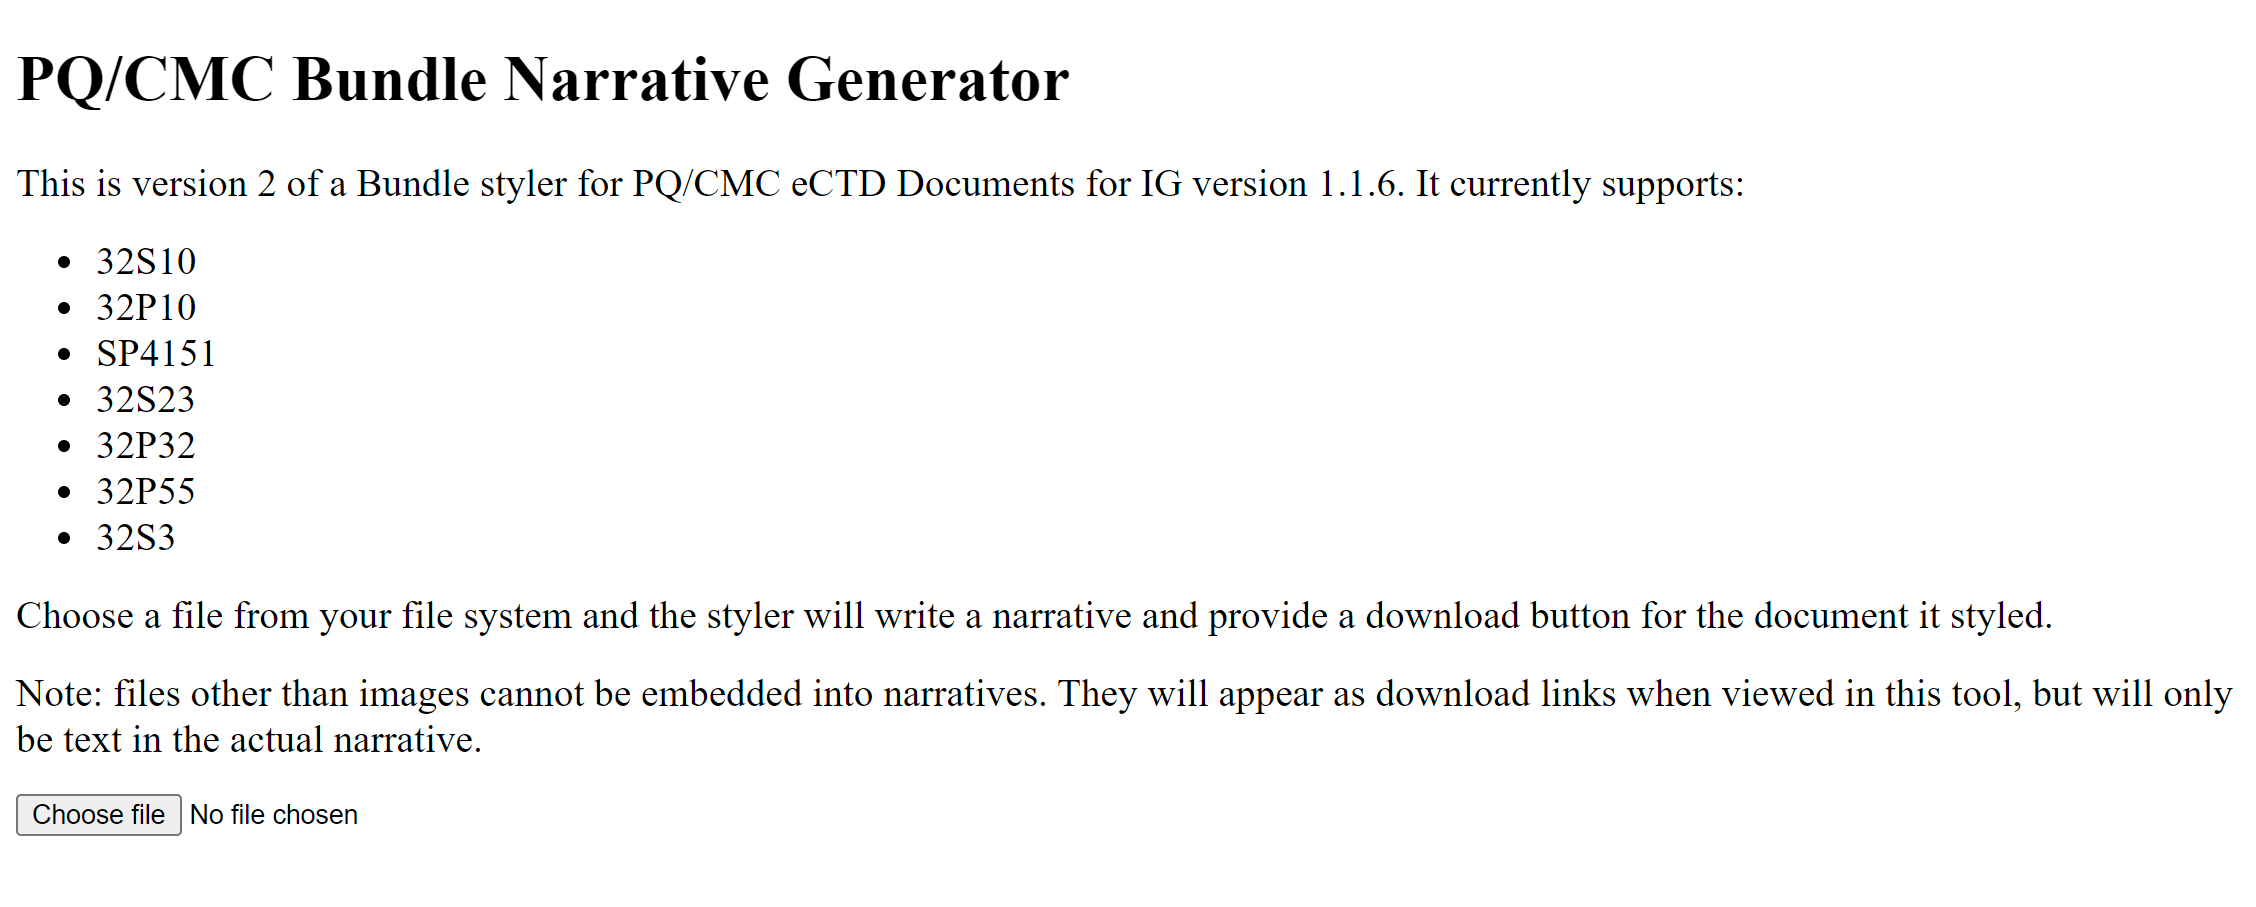 PQ/CMC Bundle Narrative Generator
This is version 2 of a Bundle styler for PQ/CMC eCTD Documents for IG version 1.1.6. It currently supports:
32S10
32P10
SP4151
32S23
32P32
32P55
32S3
Choose a file from your file system and the styler will write a narrative and provide a download button for the document it styled.
Note: files other than images cannot be embedded into narratives. They will appear as download links when viewed in this tool, but will only
be text in the actual narrative.
Choose file No file chosen